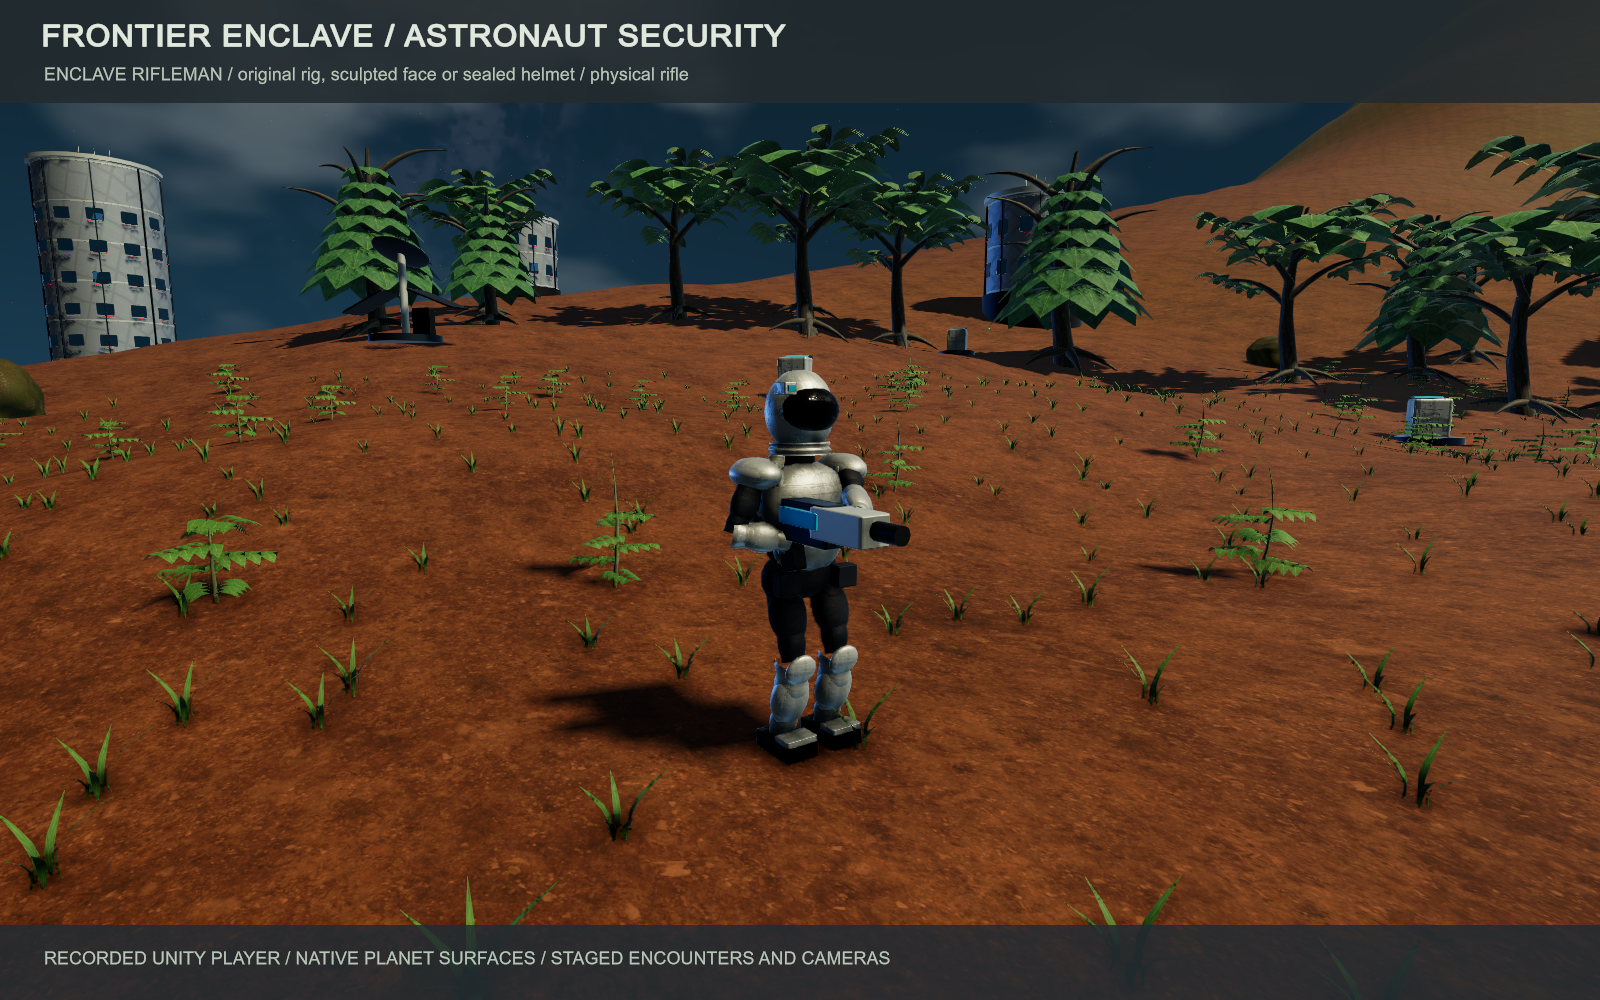 FRONTIER ENCLAVE / ASTRONAUT SECURITY
ENCLAVE RIFLEMAN / original rig, sculpted face or sealed helmet / physical rifle
RECORDED UNITY PLAYER / NATIVE PLANET SURFACES / STAGED ENCOUNTERS AND CAMERAS